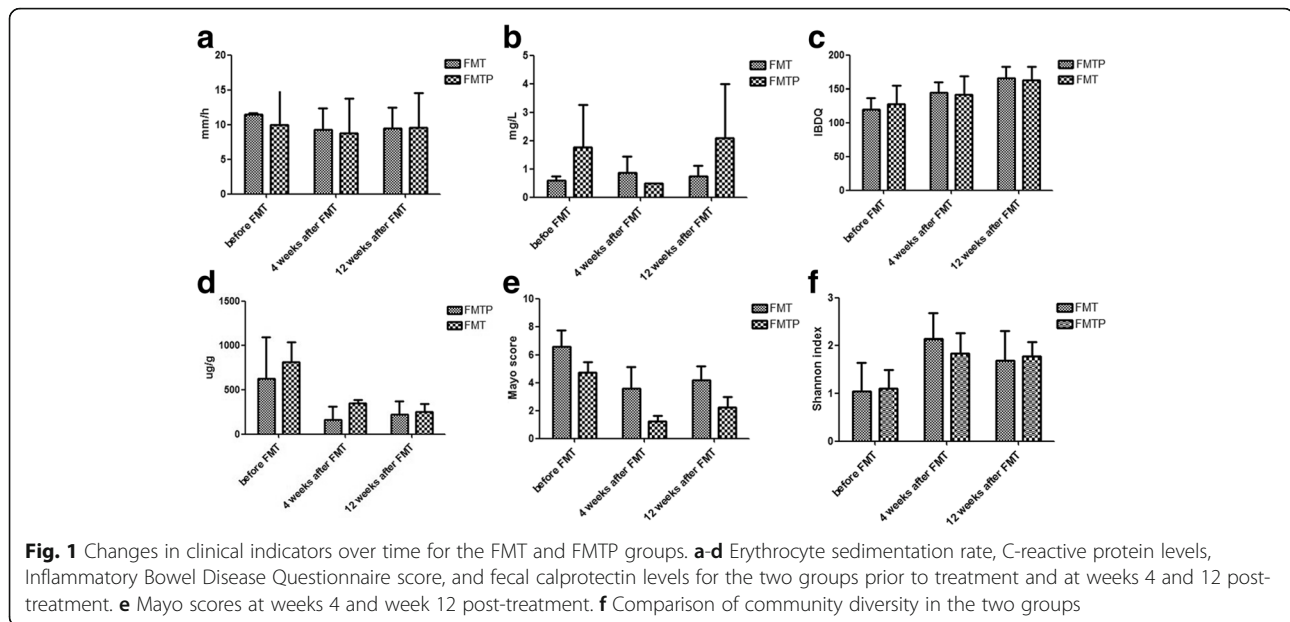 a
20
15
10
5
0
mm/h
FMT
FMTP
before FMT
4 weeks after FMT
12 weeks after FMT
b
5
4
3
2
1
0
mg/L
FMT
FMTP
befoe FMT
4 weeks after FMT
12 weeks after FMT
c
200
150
100
50
0
IBDQ
FMTP
FMT
before FMT
4 weeks after FMT
12 weeks after FMT
d
1500
1000
500
0
ug/g
FMTP
FMT
before FMT
4 weeks after FMT
12 weeks after FMT
e
10
8
6
4
2
0
Mayo score
FMT
FMTP
before FMT
4 weeks after FMT
12 weeks after FMT
f
3
2
1
0
Shannon index
FMT
FMTP
before FMT
4 weeks after FMT
12 weeks after FMT
Fig. 1 Changes in clinical indicators over time for the FMT and FMTP groups. a-d Erythrocyte sedimentation rate, C-reactive protein levels,
Inflammatory Bowel Disease Questionnaire score, and fecal calprotectin levels for the two groups prior to treatment and at weeks 4 and 12 post-
treatment. e Mayo scores at weeks 4 and week 12 post-treatment. f Comparison of community diversity in the two groups